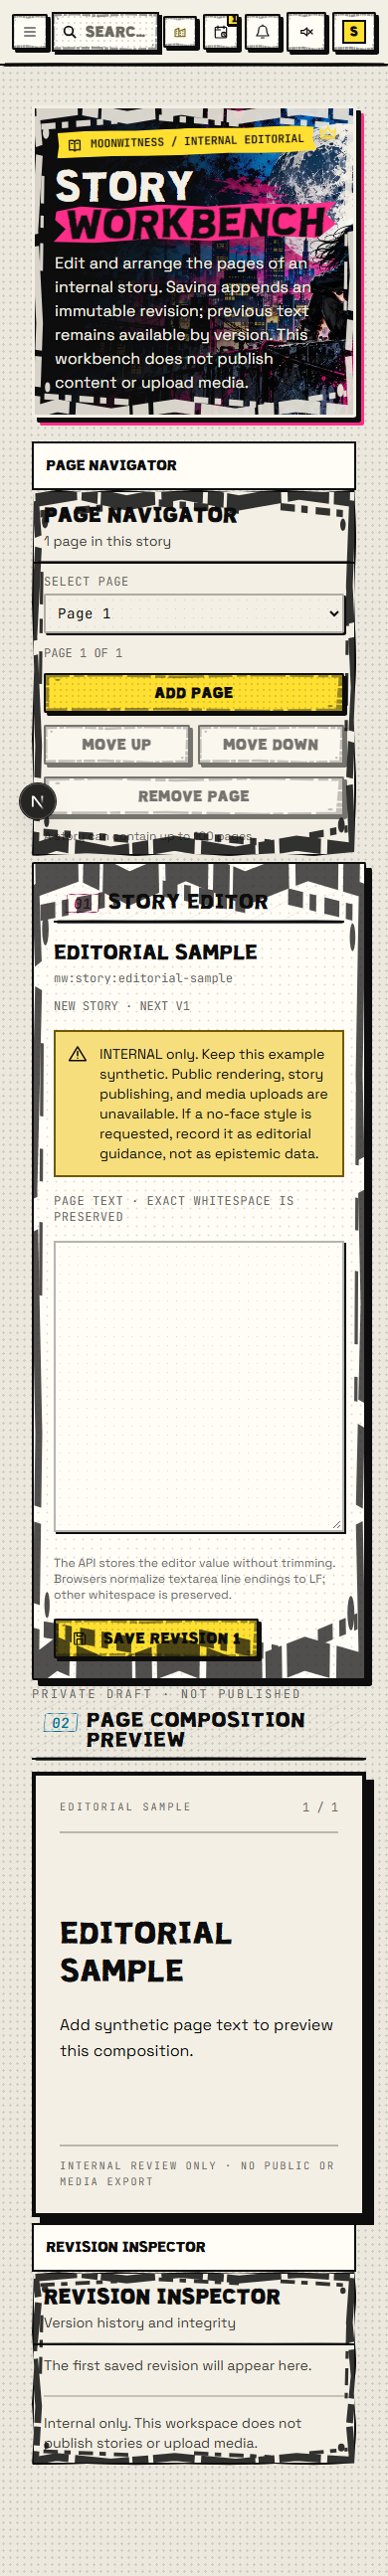 SEARC…
1
S
MOONWITNESS / INTERNAL EDITORIAL
STORY
WORKBENCH
Edit and arrange the pages of an
internal story. Saving appends an
immutable revision; previous text
remains available by version. This
workbench does not publish
content or upload media.
PAGE NAVIGATOR
PAGE NAVIGATOR
1 page in this story
SELECT PAGE
Page 1
PAGE 1 OF 1
ADD PAGE
MOVE UP
MOVE DOWN
REMOVE PAGE
N
can contain up to pages
01 STORY EDITOR
EDITORIAL SAMPLE
mw:story:editorial-sample
NEW STORY · NEXT V1
INTERNAL only. Keep this example
synthetic. Public rendering, story
publishing, and media uploads are
unavailable. If a no-face style is
requested, record it as editorial
guidance, not as epistemic data.
PAGE TEXT · EXACT WHITESPACE IS
PRESERVED
The API stores the editor value without trimming.
Browsers normalize textarea line endings to LF;
other whitespace is preserved.
SAVE REVISION 1
PRIVATE DRAFT · NOT PUBLISHED
02 PAGE COMPOSITION
PREVIEW
EDITORIAL SAMPLE
1 / 1
EDITORIAL
SAMPLE
Add synthetic page text to preview
this composition.
INTERNAL REVIEW ONLY · NO PUBLIC OR
MEDIA EXPORT
REVISION INSPECTOR
REVISION INSPECTOR
Version history and integrity
The first saved revision will appear here.
Internal only. This workspace does not
publish stories or upload media.